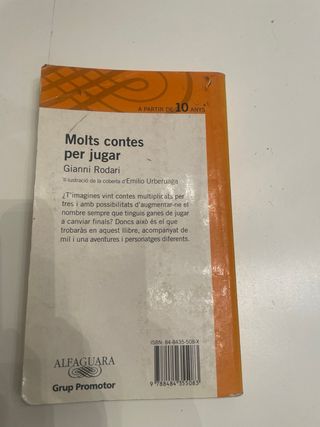 A PARTIR DE 10 ANYS
Molts contes
per jugar
Gianni Rodari
Il·lustració de la coberta d'Emilio Urberuaga
¿T'imagines vint contes multiplicats per
tres i amb possibilitats d'augmentar-ne el
nombre sempre que tinguis ganes de jugar
a canviar finals? Doncs això és el que
trobaràs en aquest llibre, acompanyat de
mil i una aventures i personatges diferents.
ISBN: 84-8435-508-X
9 788484 355083
ALFAGUARA
Grup Promotor